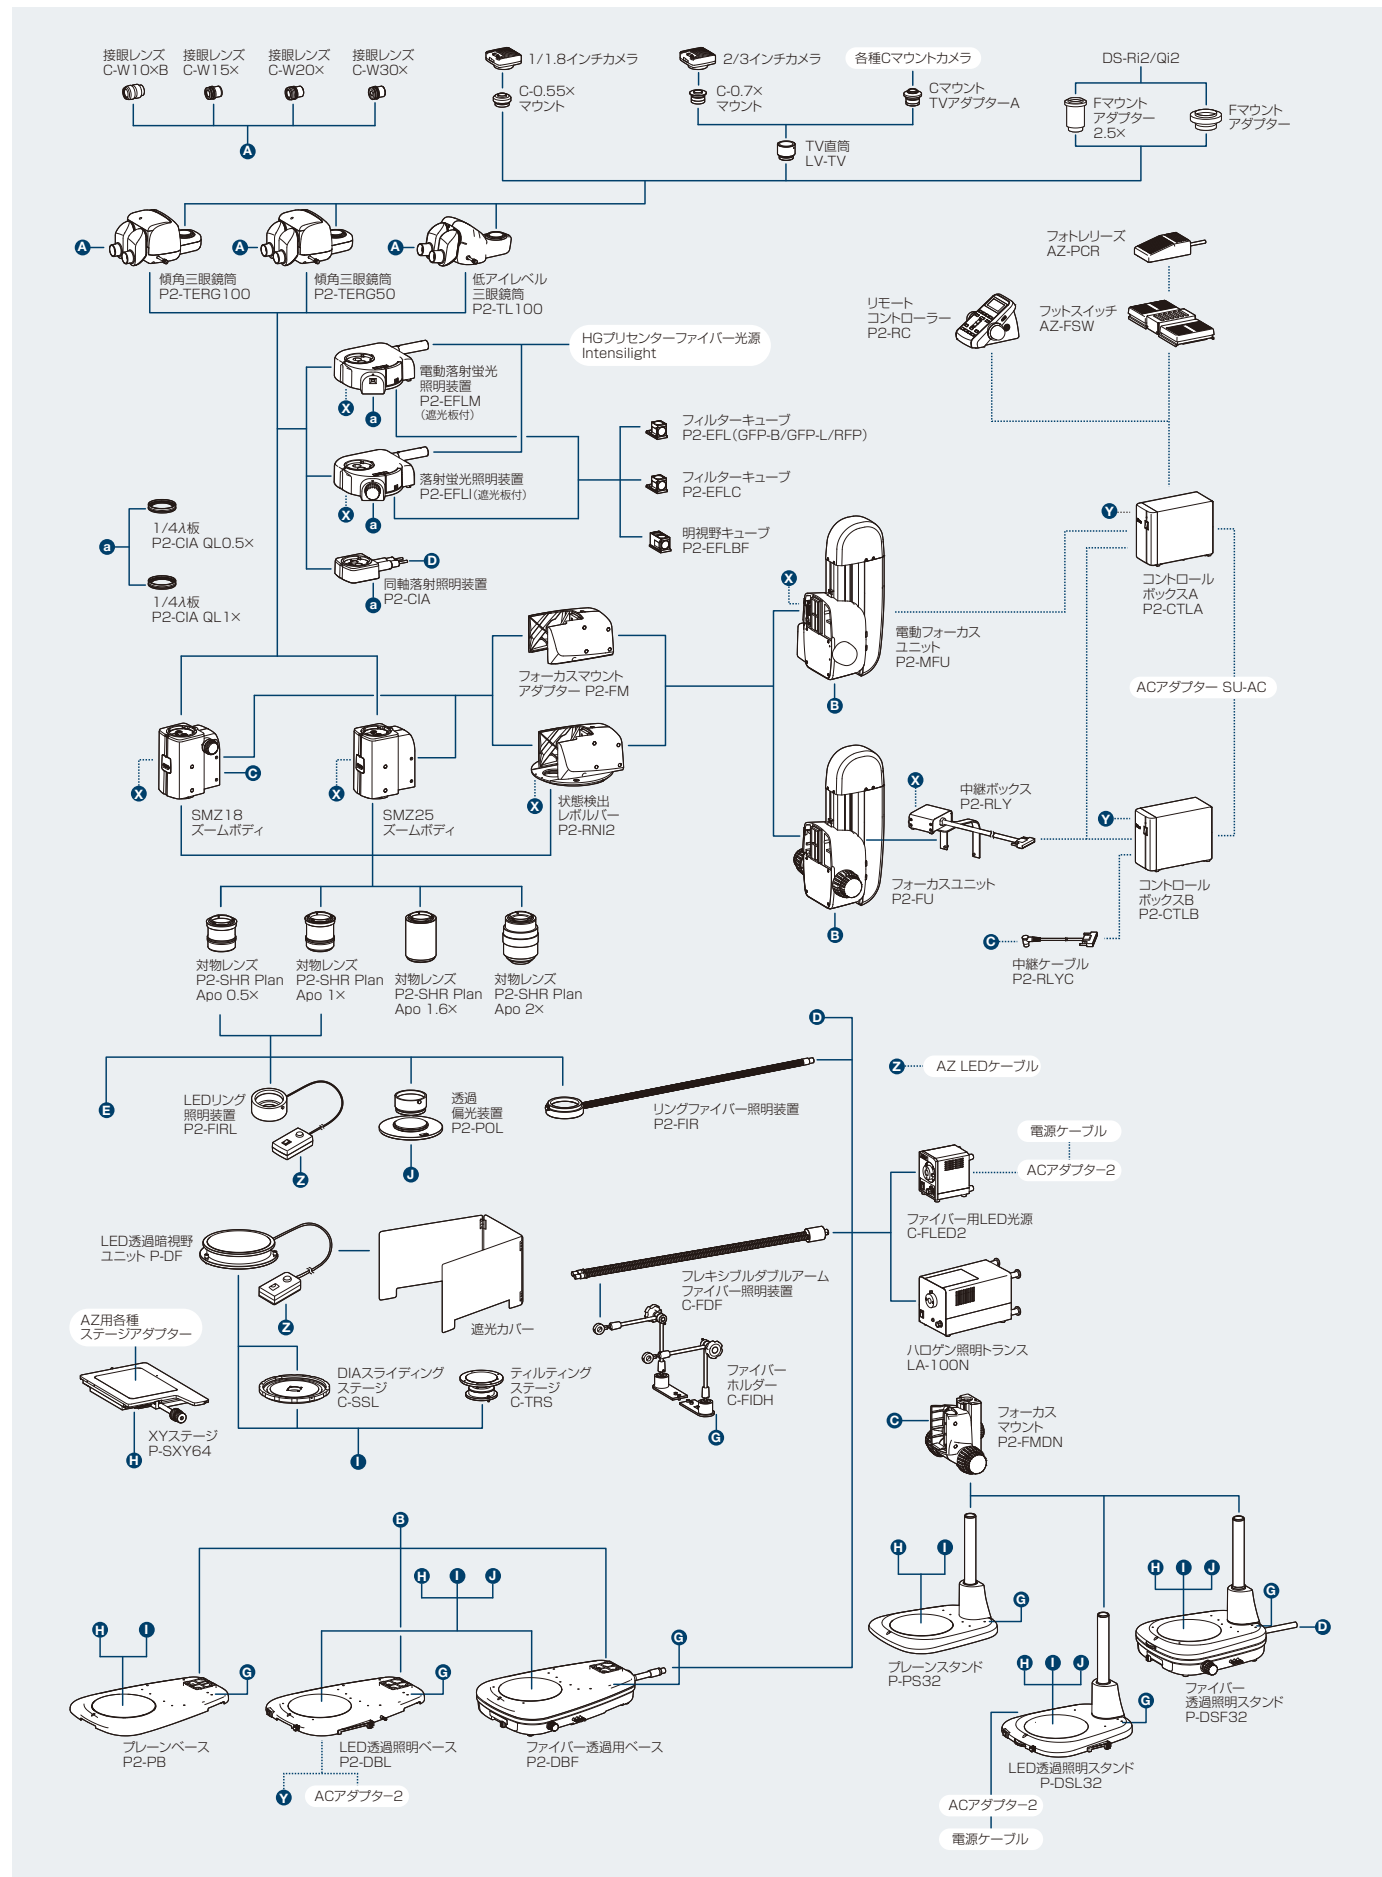 接眼レンズ
C-W10×B
接眼レンズ
C-W15×
接眼レンズ
C-W20×
接眼レンズ
C-W30×
A
1/1.8インチカメラ
C-0.55×
マウント
2/3インチカメラ
C-0.7×
マウント
各種Cマウントカメラ
Cマウント
TVアダプターA
TV直筒
LV-TV
DS-Ri2/Qi2
Fマウント
アダプター
2.5×
Fマウント
アダプター
A
傾角三眼鏡筒
P2-TERG100
A
傾角三眼鏡筒
P2-TERG50
A
低アイレベル
三眼鏡筒
P2-TL100
フォトレリーズ
AZ-PCR
リモート
コントローラー
P2-RC
フットスイッチ
AZ-FSW
HGプリセンターファイバー光源
Intensilight
電動落射蛍光
照明装置
P2-EFLM
(遮光板付)
X
a
落射蛍光照明装置
P2-EFLI(遮光板付)
X
a
フィルターキューブ
P2-EFL(GFP-B/GFP-L/RFP)
フィルターキューブ
P2-EFLC
明視野キューブ
P2-EFLBF
a
1/4λ板
P2-CIA QL0.5×
1/4λ板
P2-CIA QL1×
D
同軸落射照明装置
P2-CIA
a
X
電動フォーカス
ユニット
P2-MFU
B
Y
コントロール
ボックスA
P2-CTLA
ACアダプター SU-AC
フォーカスマウント
アダプター P2-FM
X
C
SMZ18
ズームボディ
X
SMZ25
ズームボディ
X
状態検出
レボルバー
P2-RNI2
X
中継ボックス
P2-RLY
フォーカスユニット
P2-FU
B
Y
コントロール
ボックスB
P2-CTLB
C
中継ケーブル
P2-RLYC
対物レンズ
P2-SHR Plan
Apo 0.5×
対物レンズ
P2-SHR Plan
Apo 1×
対物レンズ
P2-SHR Plan
Apo 1.6×
対物レンズ
P2-SHR Plan
Apo 2×
D
E
LEDリング
照明装置
P2-FIRL
Z
透過
偏光装置
P2-POL
J
リングファイバー照明装置
P2-FIR
Z
AZ LEDケーブル
電源ケーブル
ACアダプター2
ファイバー用LED光源
C-FLED2
LED透過暗視野
ユニット P-DF
Z
遮光カバー
フレキシブルダブルアーム
ファイバー照明装置
C-FDF
ハロゲン照明トランス
LA-100N
AZ用各種
ステージアダプター
XYステージ
P-SXY64
H
DIAスライディング
ステージ
C-SSL
ティルティング
ステージ
C-TRS
I
ファイバー
ホルダー
C-FIDH
G
C
フォーカス
マウント
P2-FMDN
B
H
I
G
プレーンベース
P2-PB
H
I
J
G
LED透過照明ベース
P2-DBL
Y
ACアダプター2
G
ファイバー透過用ベース
P2-DBF
H
I
G
プレーンスタンド
P-PS32
H
I
J
G
LED透過照明スタンド
P-DSL32
ACアダプター2
電源ケーブル
H
I
J
G
D
ファイバー
透過照明スタンド
P-DSF32